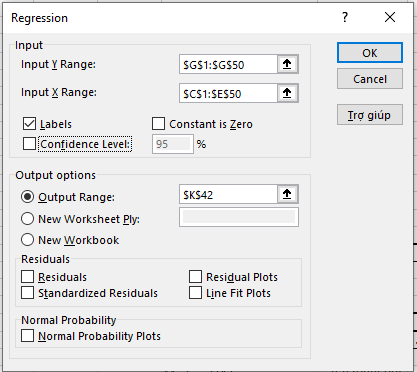 Regression ? ×
Input
Input Y Range: $G$1:$G$50
Input X Range: $C$1:$E$50
Labels Constant is Zero
Confidence Level: 95 %
OK
Cancel
Trợ giúp
Output options
Output Range: $K$42
New Worksheet Ply:
New Workbook
Residuals
Residuals Residual Plots
Standardized Residuals Line Fit Plots
Normal Probability
Normal Probability Plots